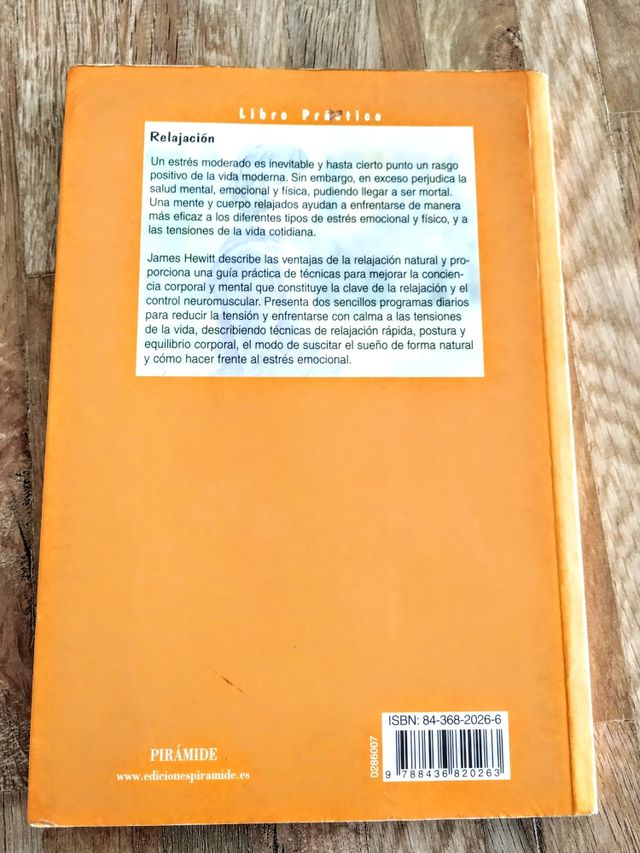 Libro Práctico
Relajación
Un estrés moderado es inevitable y hasta cierto punto un rasgo
positivo de la vida moderna. Sin embargo, en exceso perjudica la
salud mental, emocional y física, pudiendo llegar a ser mortal.
Una mente y cuerpo relajados ayudan a enfrentarse de manera
más eficaz a los diferentes tipos de estrés emocional y físico, y a
las tensiones de la vida cotidiana.
James Hewitt describe las ventajas de la relajación natural y pro-
porciona una guía práctica de técnicas para mejorar la concien-
cia corporal y mental que constituye la clave de la relajación y el
control neuromuscular. Presenta dos sencillos programas diarios
para reducir la tensión y enfrentarse con calma a las tensiones
de la vida, describiendo técnicas de relajación rápida, postura y
equilibrio corporal, el modo de suscitar el sueño de forma natural
y cómo hacer frente al estrés emocional.
PIRÁMIDE
www.edicionespiramide.es
0286007
ISBN: 84-368-2026-6
9 788436 820263